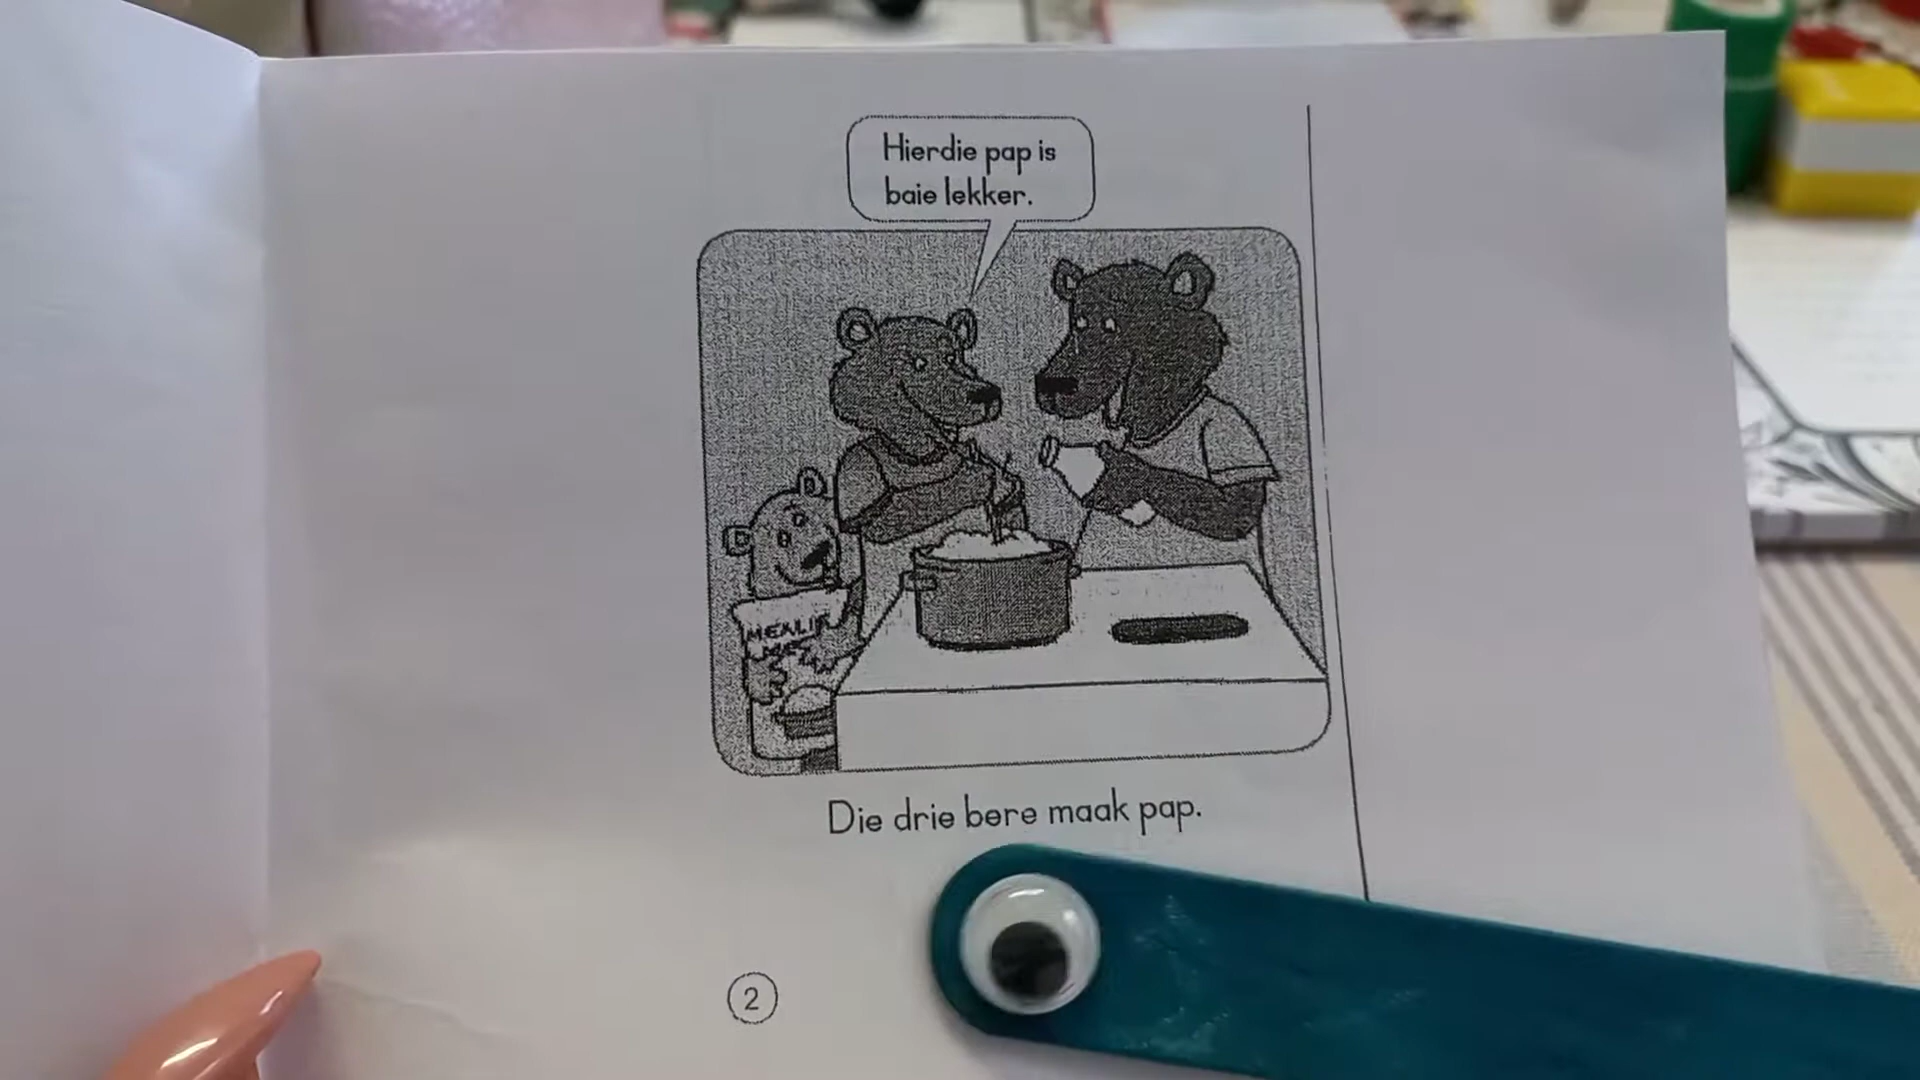 Hierdie pap is
baie lekker.
MEALIE
Die drie bere maak pap.
2